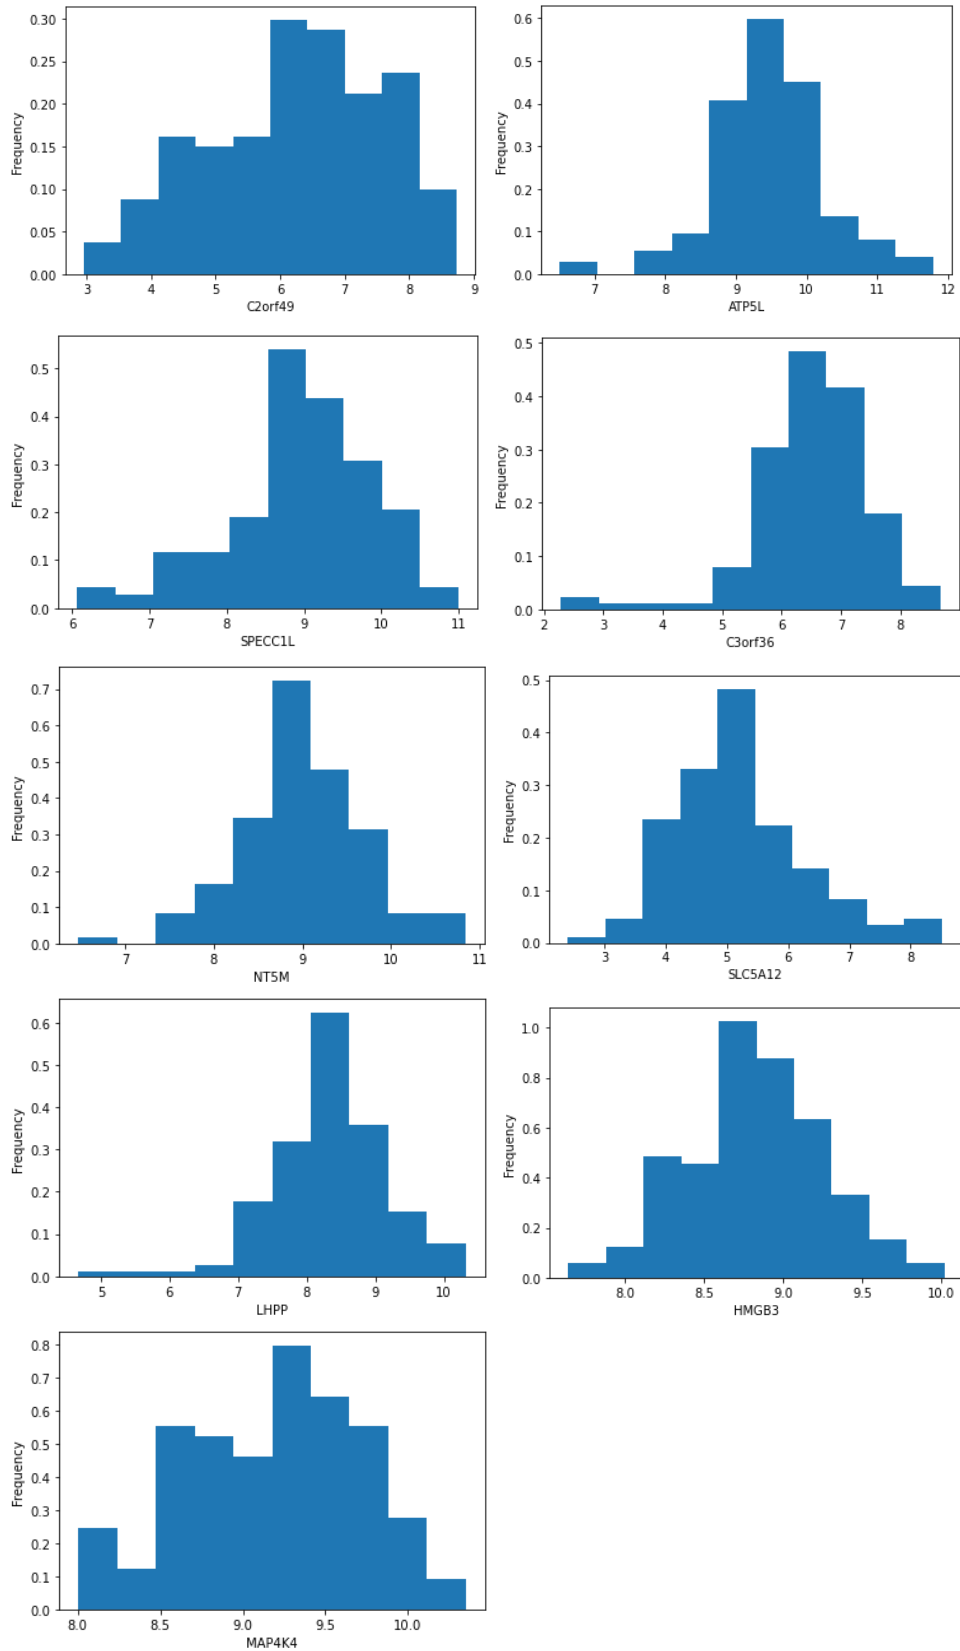 0.30
0.25
0.20
0.15
0.10
0.05
0.00
Frequency
3 4 5 6 7 8 9
C2orf49
0.6
0.5
0.4
0.3
0.2
0.1
0.0
Frequency
7 8 9 10 11 12
ATP5L
0.5
0.4
0.3
0.2
0.1
0.0
Frequency
6 7 8 9 10 11
SPECC1L
0.5
0.4
0.3
0.2
0.1
0.0
Frequency
2 3 4 5 6 7 8
C3orf36
0.7
0.6
0.5
0.4
0.3
0.2
0.1
0.0
Frequency
7 8 9 10 11
NT5M
0.5
0.4
0.3
0.2
0.1
0.0
Frequency
3 4 5 6 7 8
SLC5A12
0.6
0.5
0.4
0.3
0.2
0.1
0.0
Frequency
5 6 7 8 9 10
LHPP
1.0
0.8
0.6
0.4
0.2
0.0
Frequency
8.0 8.5 9.0 9.5 10.0
HMGB3
0.8
0.7
0.6
0.5
0.4
0.3
0.2
0.1
0.0
Frequency
8.0 8.5 9.0 9.5 10.0
MAP4K4